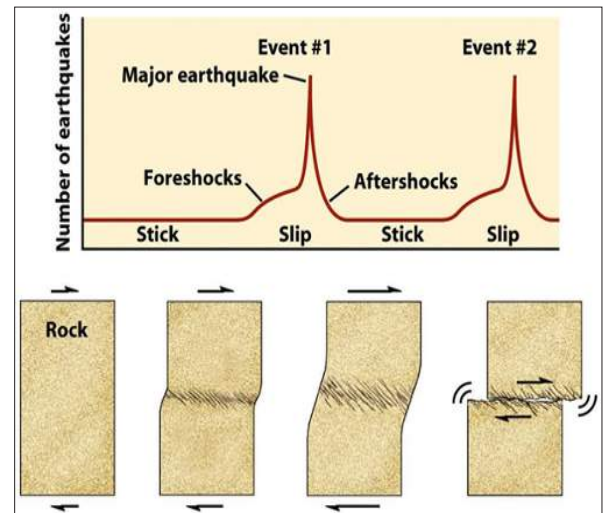 Number of earthquakes
Event #1
Event #2
Major earthquake
Foreshocks
Aftershocks
Stick
Slip
Stick
Slip
Rock